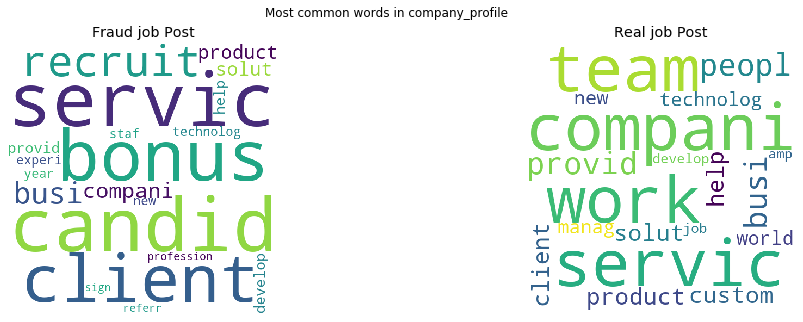 Most common words in company_profile
Fraud job Post
recruit product
solut
servic
help
staf technolog
provid
bonus
experi
year
busi compani
new
candid
profession
client
develop
sign
referr
Real job Post
team peopl
new technolog
compani
provid develop amp
help
work
busi
manag solut job world
client
servic
product custom